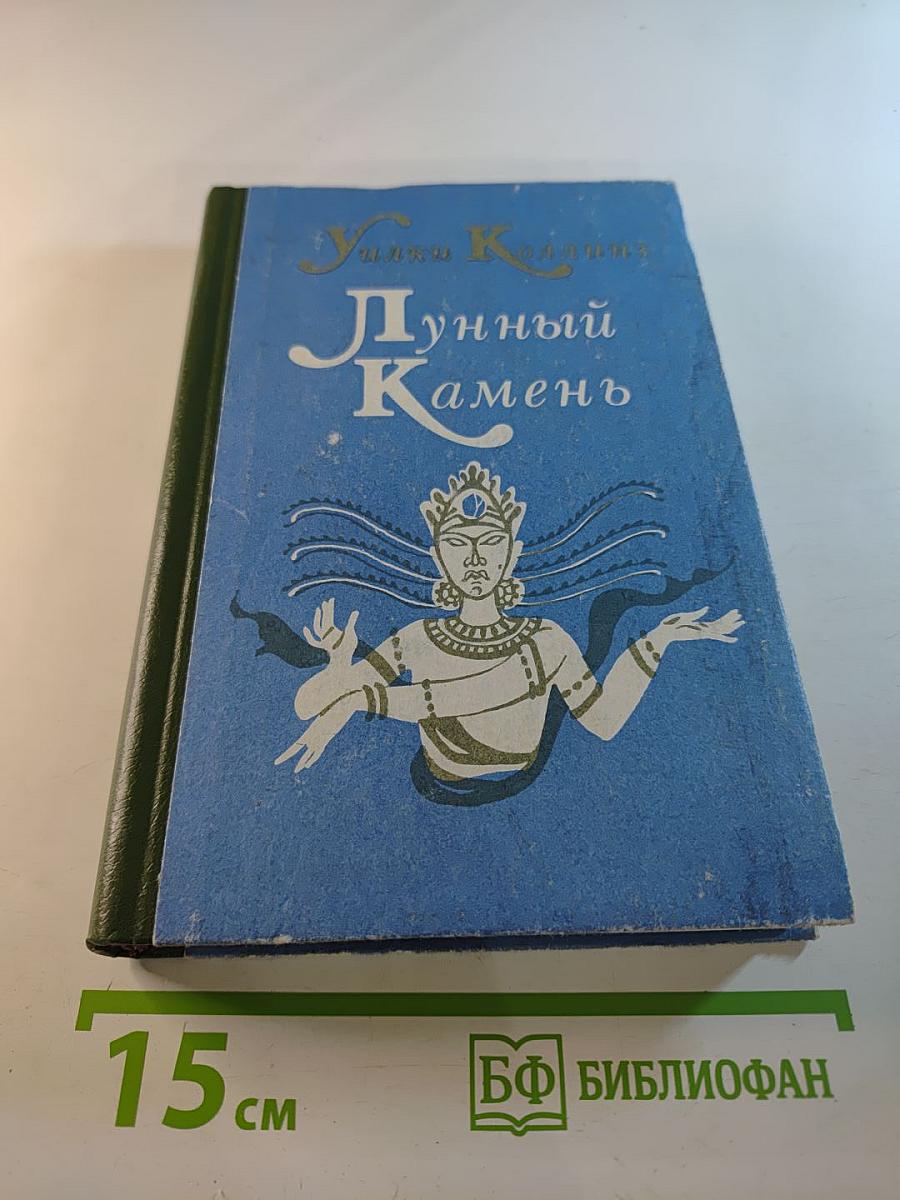 Уилки Коллинз
Лунный
Камень
15 см
БФ БИБЛИОФАН